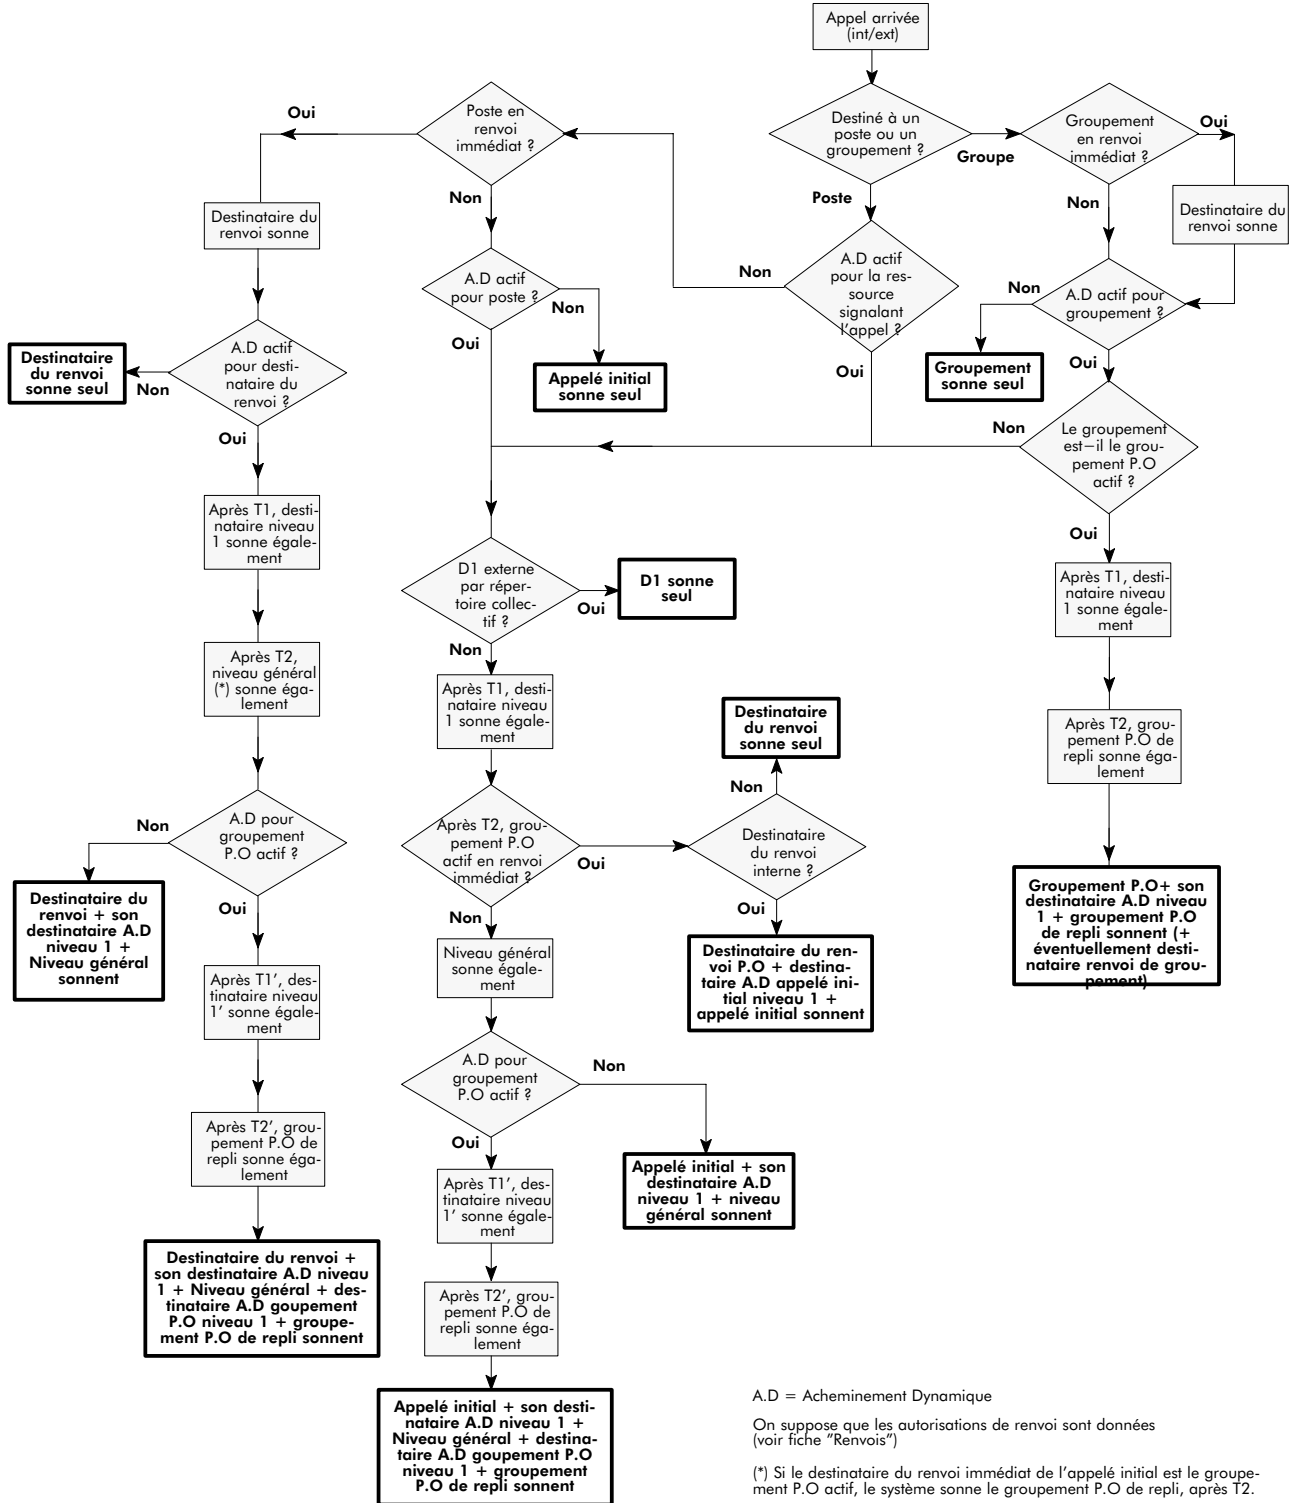 Appel arrivée
(int/ext)
Destiné à un
poste ou un
groupement ?
Groupe
Poste
Groupement
en renvoi
immédiat ?
Oui
Non
Destinataire du
renvoi sonne
A.D actif pour
groupement ?
Non
Groupement
sonne seul
Oui
Le groupement
est–il le grou-
pement P.O
actif ?
Non
Oui
Après T1, desti-
nataire niveau
1 sonne égale-
ment
Après T2, grou-
pement P.O de
repli sonne éga-
lement
Groupement P.O+ son
destinataire A.D niveau
1 + groupement P.O
de repli sonnent (+
éventuellement desti-
nataire renvoi de grou-
pement)
A.D actif
pour la res-
source
signalant
l'appel ?
Non
Oui
Poste en
renvoi
immédiat ?
Oui
Non
A.D actif
pour poste ?
Non
Appelé initial
sonne seul
Oui
D1 externe
par réper-
toire collec-
tif ?
Oui
D1 sonne
seul
Non
Après T1, desti-
nataire niveau
1 sonne égale-
ment
Après T2, grou-
pement P.O
actif en renvoi
immédiat ?
Oui
Destinataire
du renvoi
interne ?
Non
Destinataire
du renvoi
sonne seul
Oui
Destinataire du ren-
voi P.O + destina-
taire A.D appelé ini-
tial niveau 1 +
appelé initial sonnent
Non
Niveau général
sonne égale-
ment
A.D pour
groupement
P.O actif ?
Non
Appelé initial + son
destinataire A.D
niveau 1 + niveau
général sonnent
Oui
Après T1', des-
tinataire niveau
1' sonne égale-
ment
Après T2', grou-
pement P.O de
repli sonne éga-
lement
Appelé initial + son desti-
nataire A.D niveau 1 +
Niveau général + destina-
taire A.D goupement P.O
niveau 1 + groupement
P.O de repli sonnent
Destinataire du
renvoi sonne
A.D actif
pour desti-
nataire du
renvoi ?
Non
Destinataire
du renvoi
sonne seul
Oui
Après T1, desti-
nataire niveau
1 sonne égale-
ment
Après T2,
niveau général
(*) sonne éga-
lement
A.D pour
groupement
P.O actif ?
Non
Destinataire du
renvoi + son
destinataire A.D
niveau 1 +
Niveau général
sonnent
Oui
Après T1', des-
tinataire niveau
1' sonne égale-
ment
Après T2', grou-
pement P.O de
repli sonne éga-
lement
Destinataire du renvoi +
son destinataire A.D niveau
1 + Niveau général + des-
tinataire A.D goupement
P.O niveau 1 + groupe-
ment P.O de repli sonnent
A.D = Acheminement Dynamique
On suppose que les autorisations de renvoi sont données
(voir fiche "Renvois")
(*) Si le destinataire du renvoi immédiat de l'appelé initial est le groupe-
ment P.O actif, le système sonne le groupement P.O de repli, après T2.